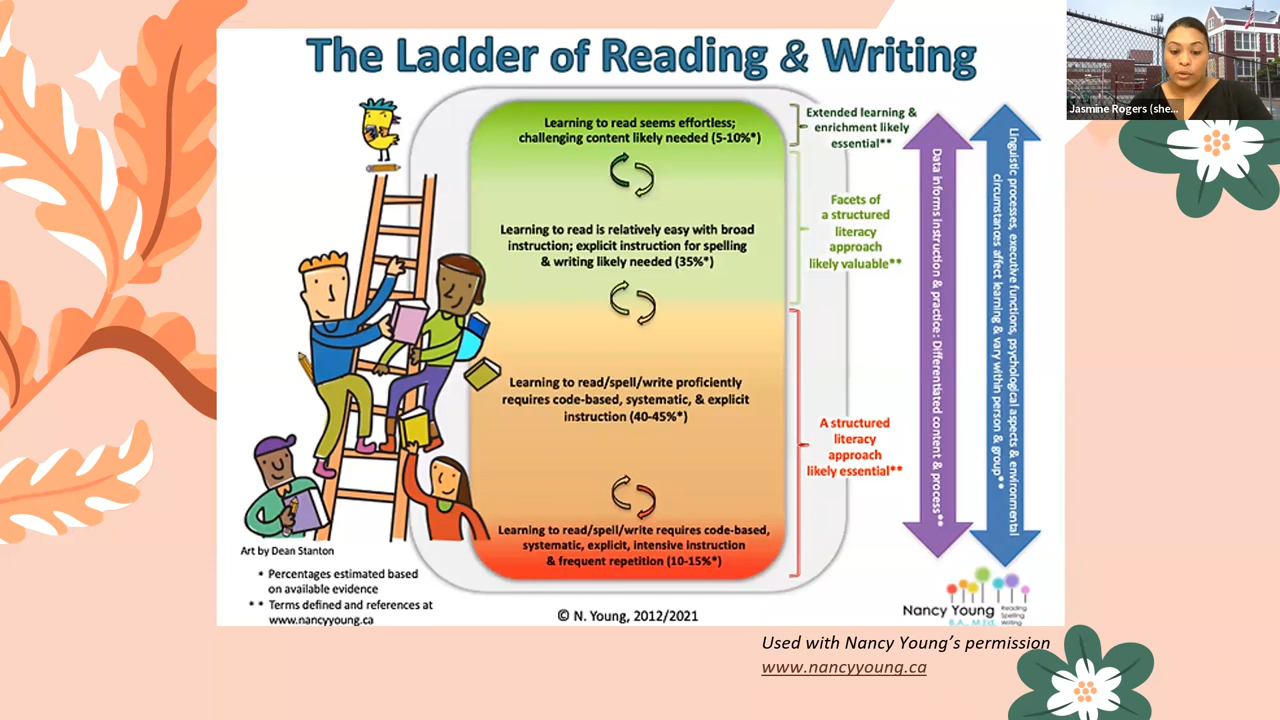 The Ladder of Reading & Writing
Jasmine Rogers (she...
Learning to read seems effortless;
challenging content likely needed (5-10%*)
Learning to read is relatively easy with broad
instruction; explicit instruction for spelling
& writing likely needed (35%*)
Learning to read/spell/write proficiently
requires code-based, systematic, & explicit
instruction (40-45%*)
Learning to read/spell/write requires code-based,
systematic, explicit, intensive instruction
& frequent repetition (10-15%*)
Extended learning &
enrichment likely
essential**
Facets of
a structured
literacy
approach
likely valuable**
A structured
literacy
approach
likely essential**
Data informs instruction & practice: Differentiated content & process**
Linguistic processes, executive functions, psychological aspects & environmental
circumstances affect learning & vary within person & group**
Art by Dean Stanton
* Percentages estimated based
on available evidence
** Terms defined and references at
www.nancyyoung.ca
© N. Young, 2012/2021
Nancy Young
B.A., M.Ed.
Reading
Spelling
Writing
Used with Nancy Young's permission
www.nancyyoung.ca